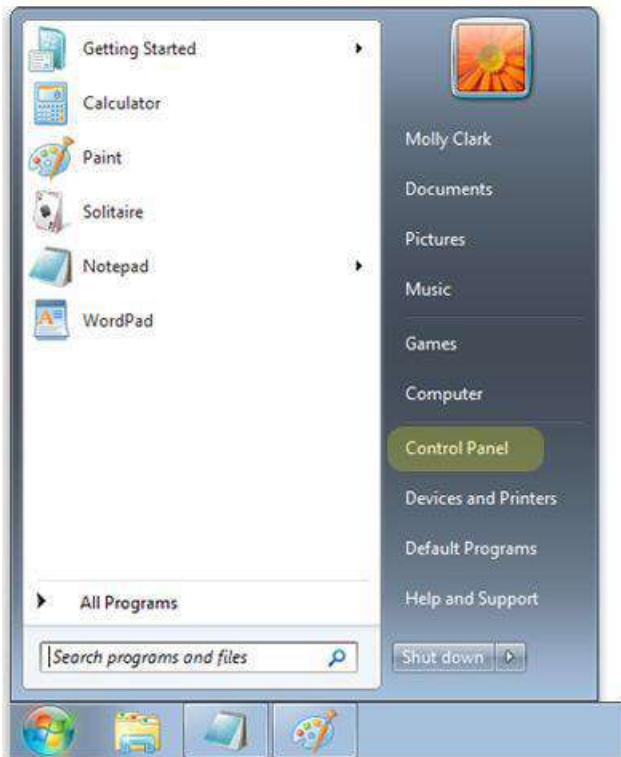 Getting Started
Calculator
Paint
Solitaire
Notepad
WordPad
All Programs
Search programs and files
Molly Clark
Documents
Pictures
Music
Games
Computer
Control Panel
Devices and Printers
Default Programs
Help and Support
Shut down